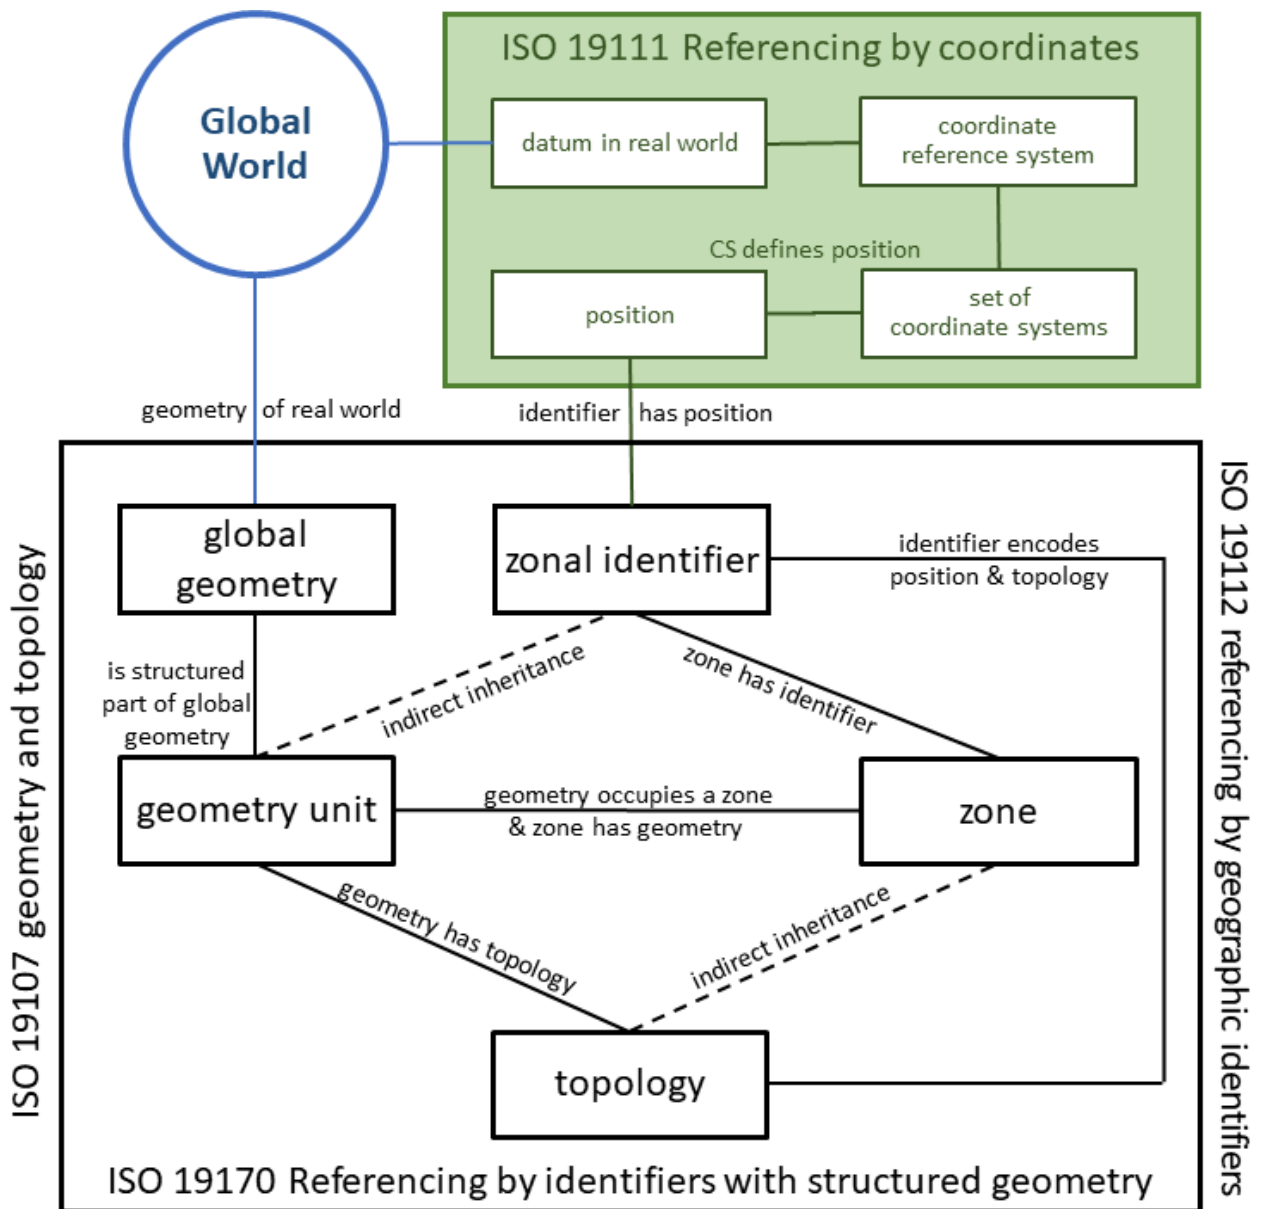 ISO 19111 Referencing by coordinates
Global
World
datum in real world
coordinate
reference system
CS defines position
position
set of
coordinate systems
geometry of real world
identifier has position
ISO 19107 geometry and topology
ISO 19112 referencing by geographic identifiers
global
geometry
zonal identifier
identifier encodes
position & topology
is structured
part of global
geometry
indirect inheritance
zone has identifier
geometry unit
geometry occupies a zone
& zone has geometry
zone
geometry has topology
indirect inheritance
topology
ISO 19170 Referencing by identifiers with structured geometry